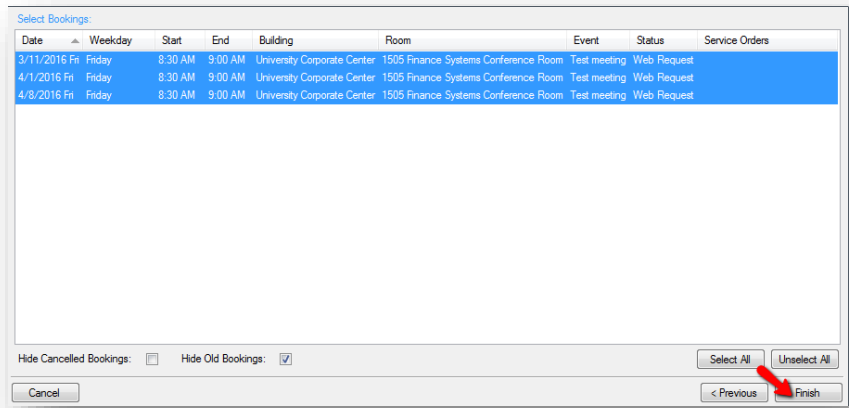 Select Bookings:
Date Weekday Start End Building Room Event Status Service Orders
3/11/2016 Fri Friday 8:30 AM 9:00 AM University Corporate Center 1505 Finance Systems Conference Room Test meeting Web Request
4/1/2016 Fri Friday 8:30 AM 9:00 AM University Corporate Center 1505 Finance Systems Conference Room Test meeting Web Request
4/8/2016 Fri Friday 8:30 AM 9:00 AM University Corporate Center 1505 Finance Systems Conference Room Test meeting Web Request
Hide Cancelled Bookings: Hide Old Bookings: Select All Unselect All
Cancel < Previous Finish